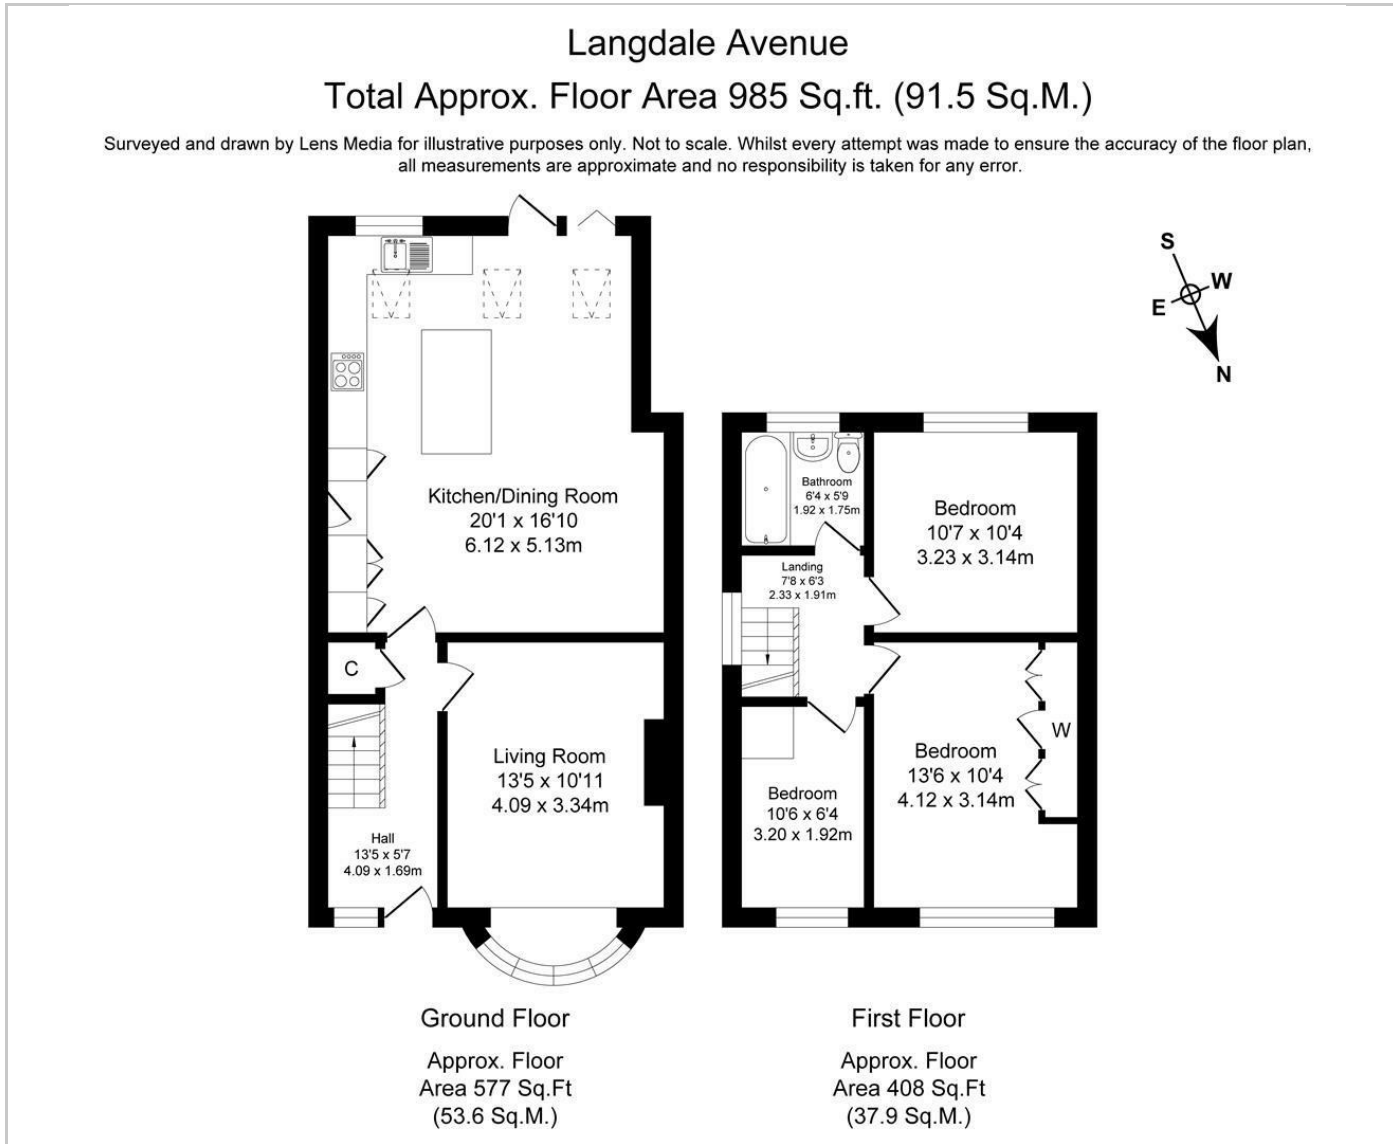 Langdale Avenue
Total Approx. Floor Area 985 Sq.ft. (91.5 Sq.M.)
Surveyed and drawn by Lens Media for illustrative purposes only. Not to scale. Whilst every attempt was made to ensure the accuracy of the floor plan,
all measurements are approximate and no responsibility is taken for any error.
S
W
E
N
Kitchen/Dining Room
20'1 x 16'10
6.12 x 5.13m
C
Living Room
13'5 x 10'11
4.09 x 3.34m
Hall
13'5 x 5'7
4.09 x 1.69m
Bathroom
6'4 x 5'9
1.92 x 1.75m
Bedroom
10'7 x 10'4
3.23 x 3.14m
Landing
7'8 x 6'3
2.33 x 1.91m
Bedroom
13'6 x 10'4
4.12 x 3.14m
W
Bedroom
10'6 x 6'4
3.20 x 1.92m
Ground Floor
Approx. Floor
Area 577 Sq.Ft
(53.6 Sq.M.)
First Floor
Approx. Floor
Area 408 Sq.Ft
(37.9 Sq.M.)